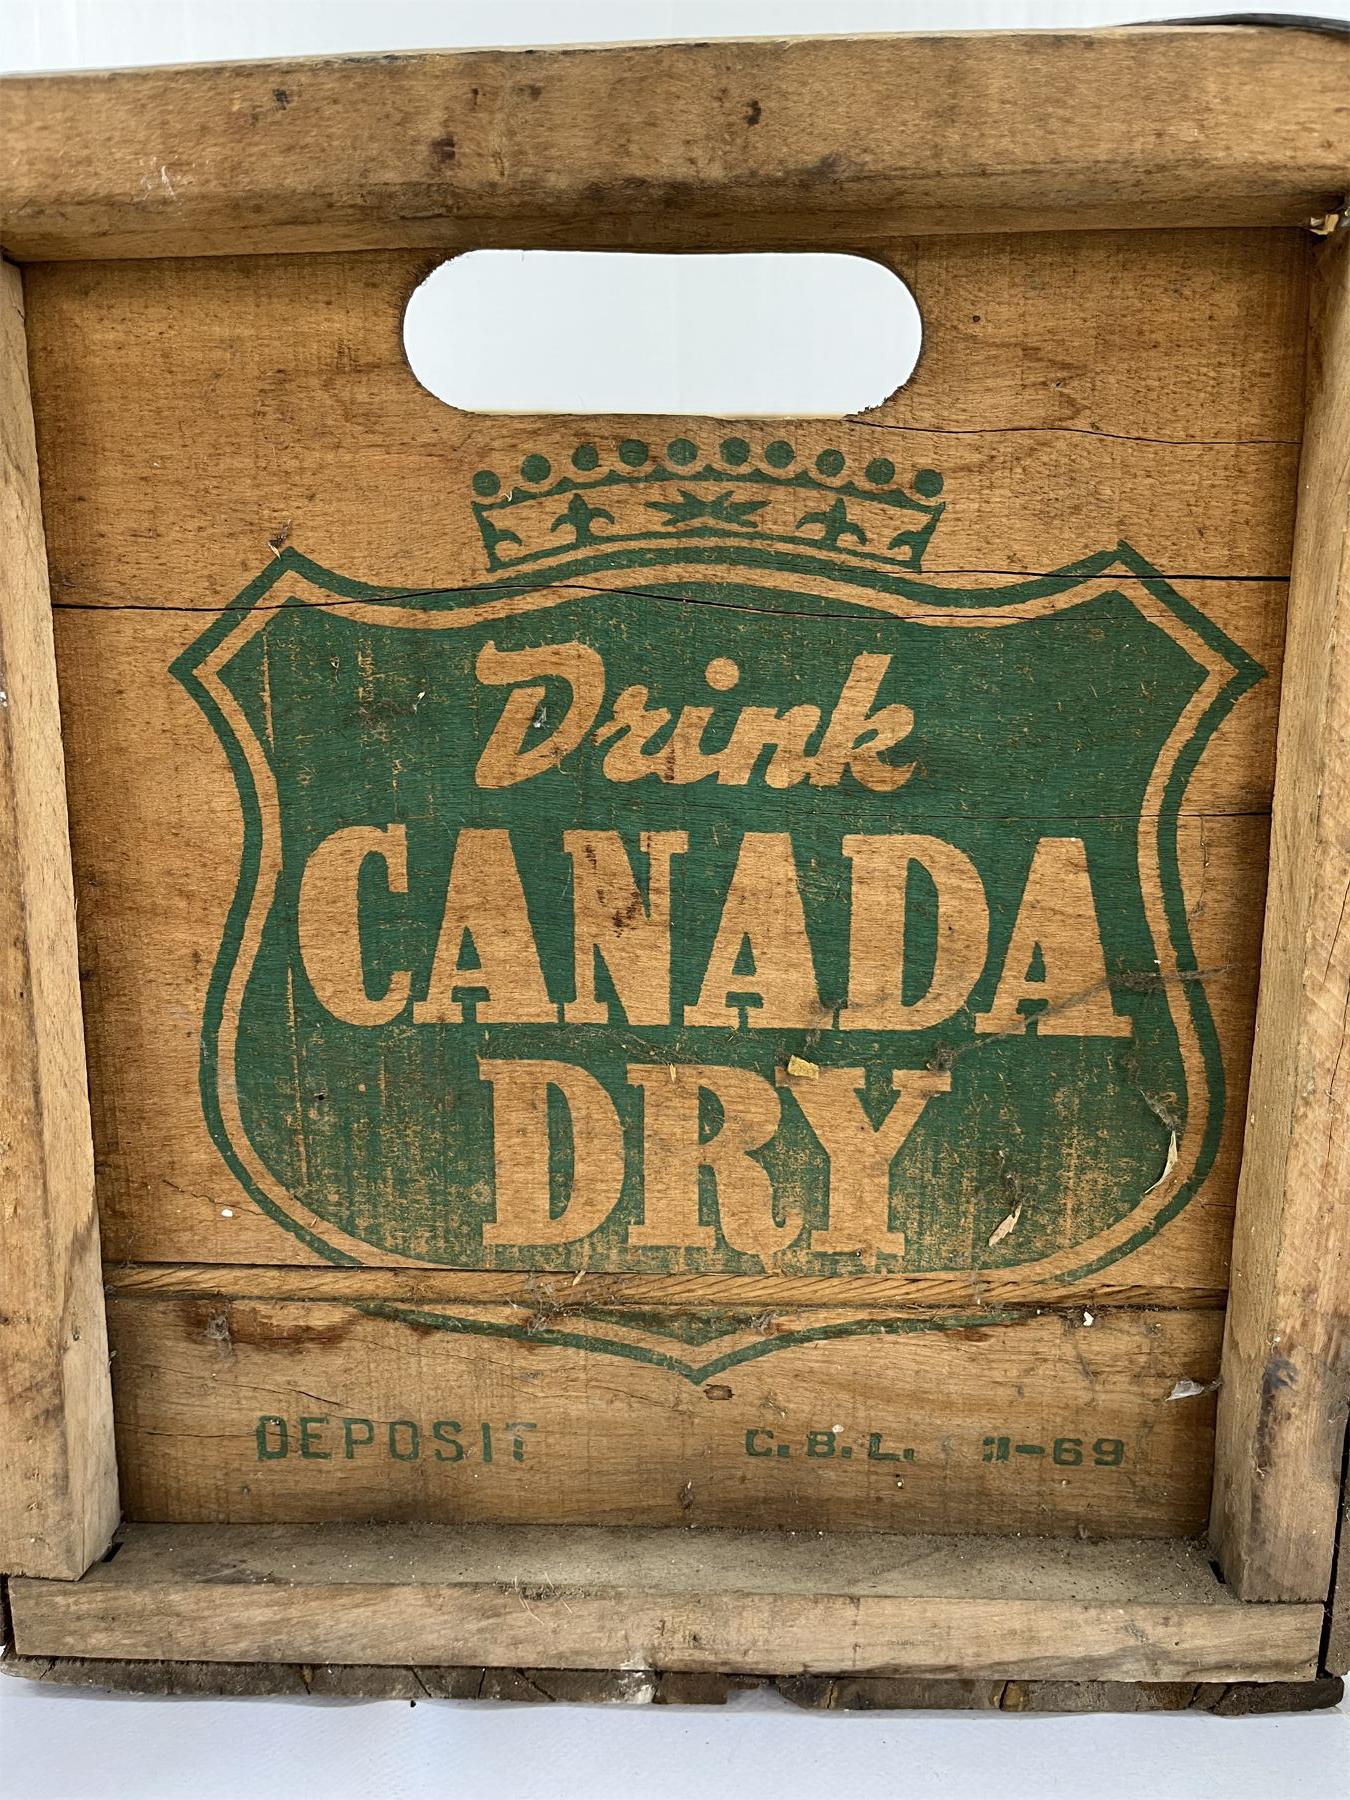 Drink
CANADA
DRY
DEPOSIT C.B.L. 11-69